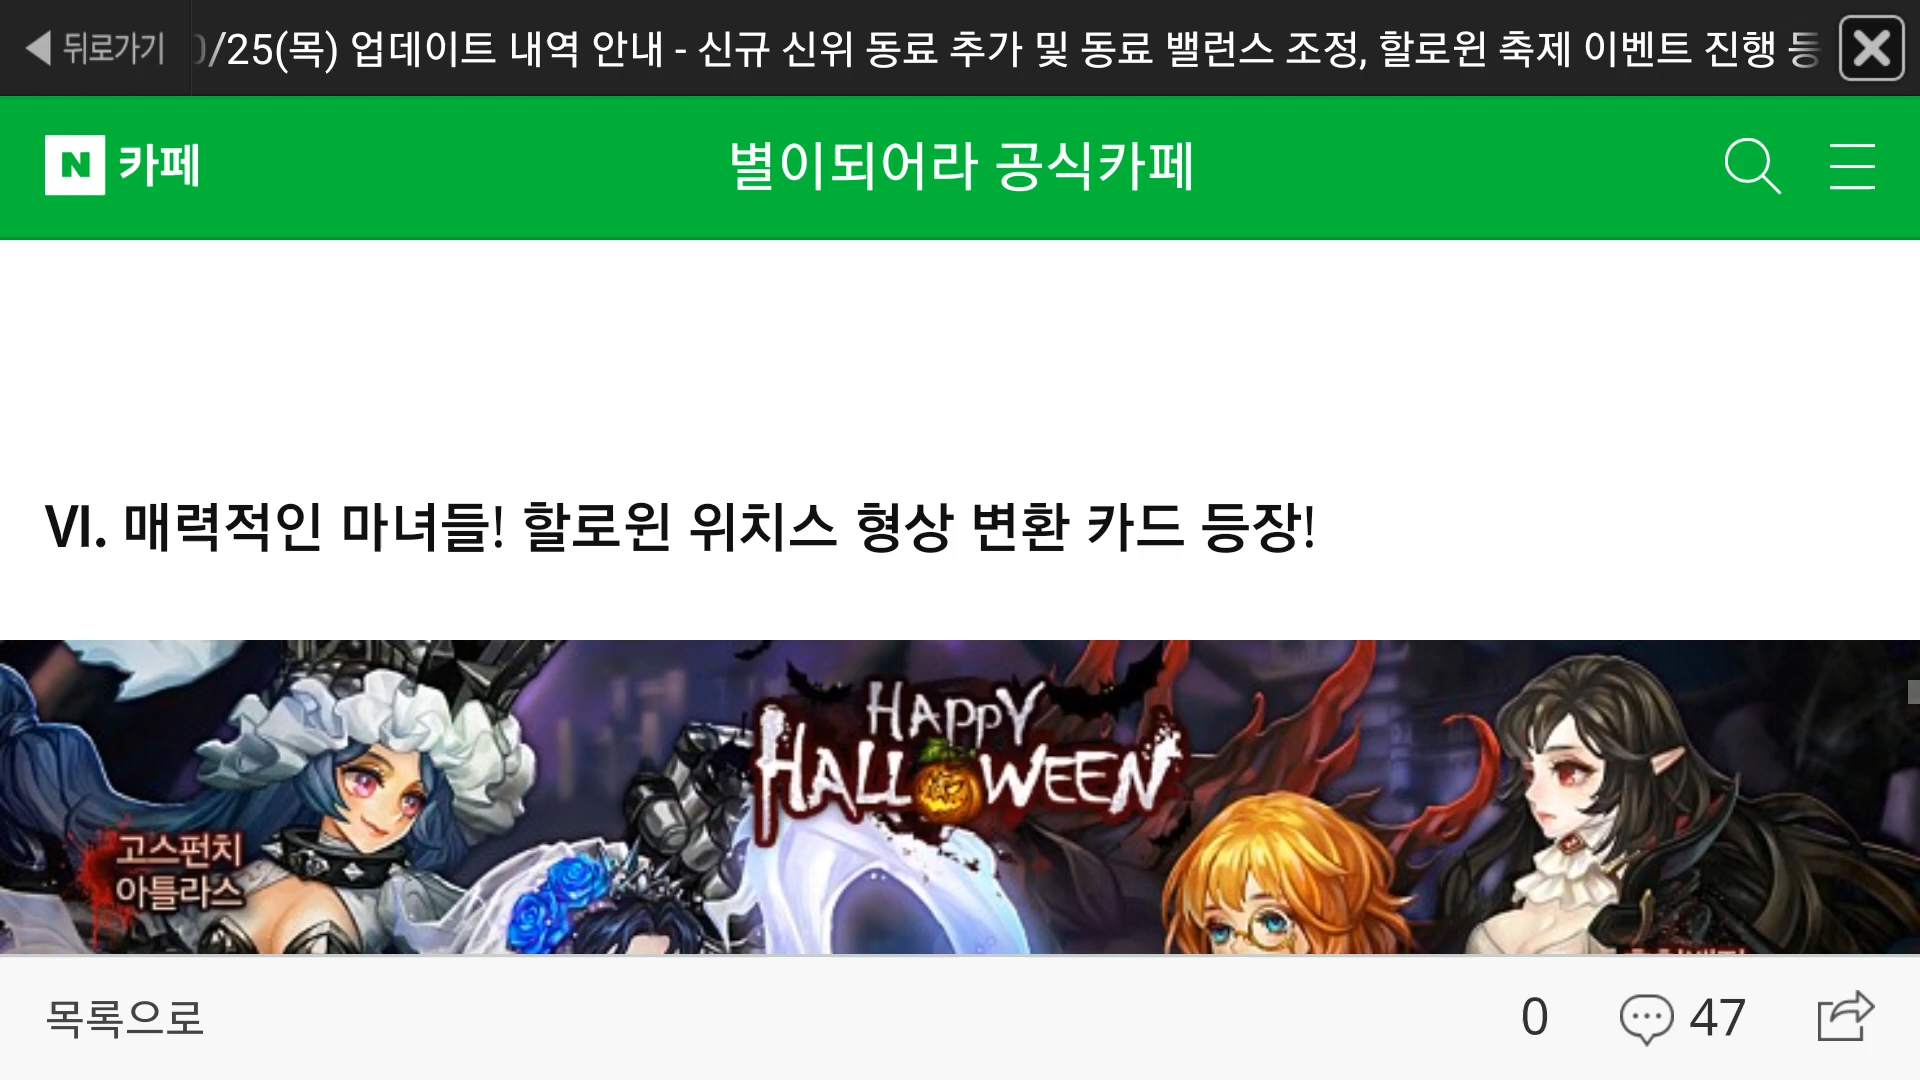 뒤로가기
/25(목) 업데이트 내역 안내 - 신규 신위 동료 추가 및 동료 밸런스 조정, 할로윈 축제 이벤트 진행 등
N 카페
별이되어라 공식카페
VI. 매력적인 마녀들! 할로윈 위치스 형상 변환 카드 등장!
HAPPY
HALLOWEEN
고스펀치
아틀라스
목록으로
0
47